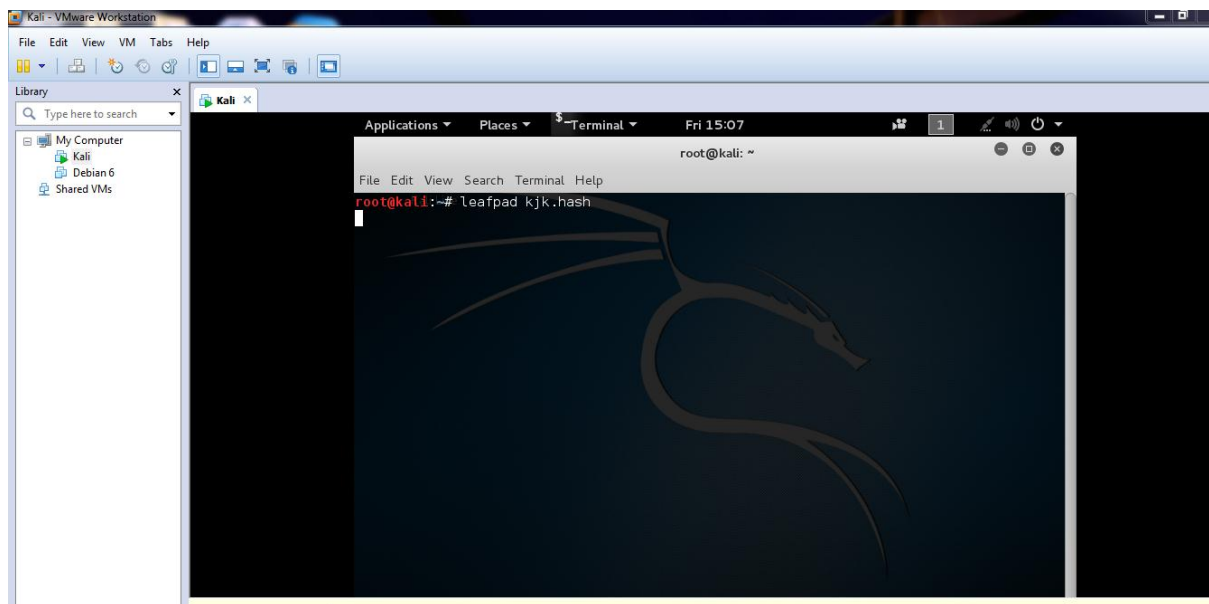 Kali - VMware Workstation
File Edit View VM Tabs Help
Library
Type here to search
My Computer
Kali
Debian 6
Shared VMs
Kali
Applications Places Terminal Fri 15:07 1
root@kali: ~
File Edit View Search Terminal Help
root@kali:~# leafpad kjk.hash